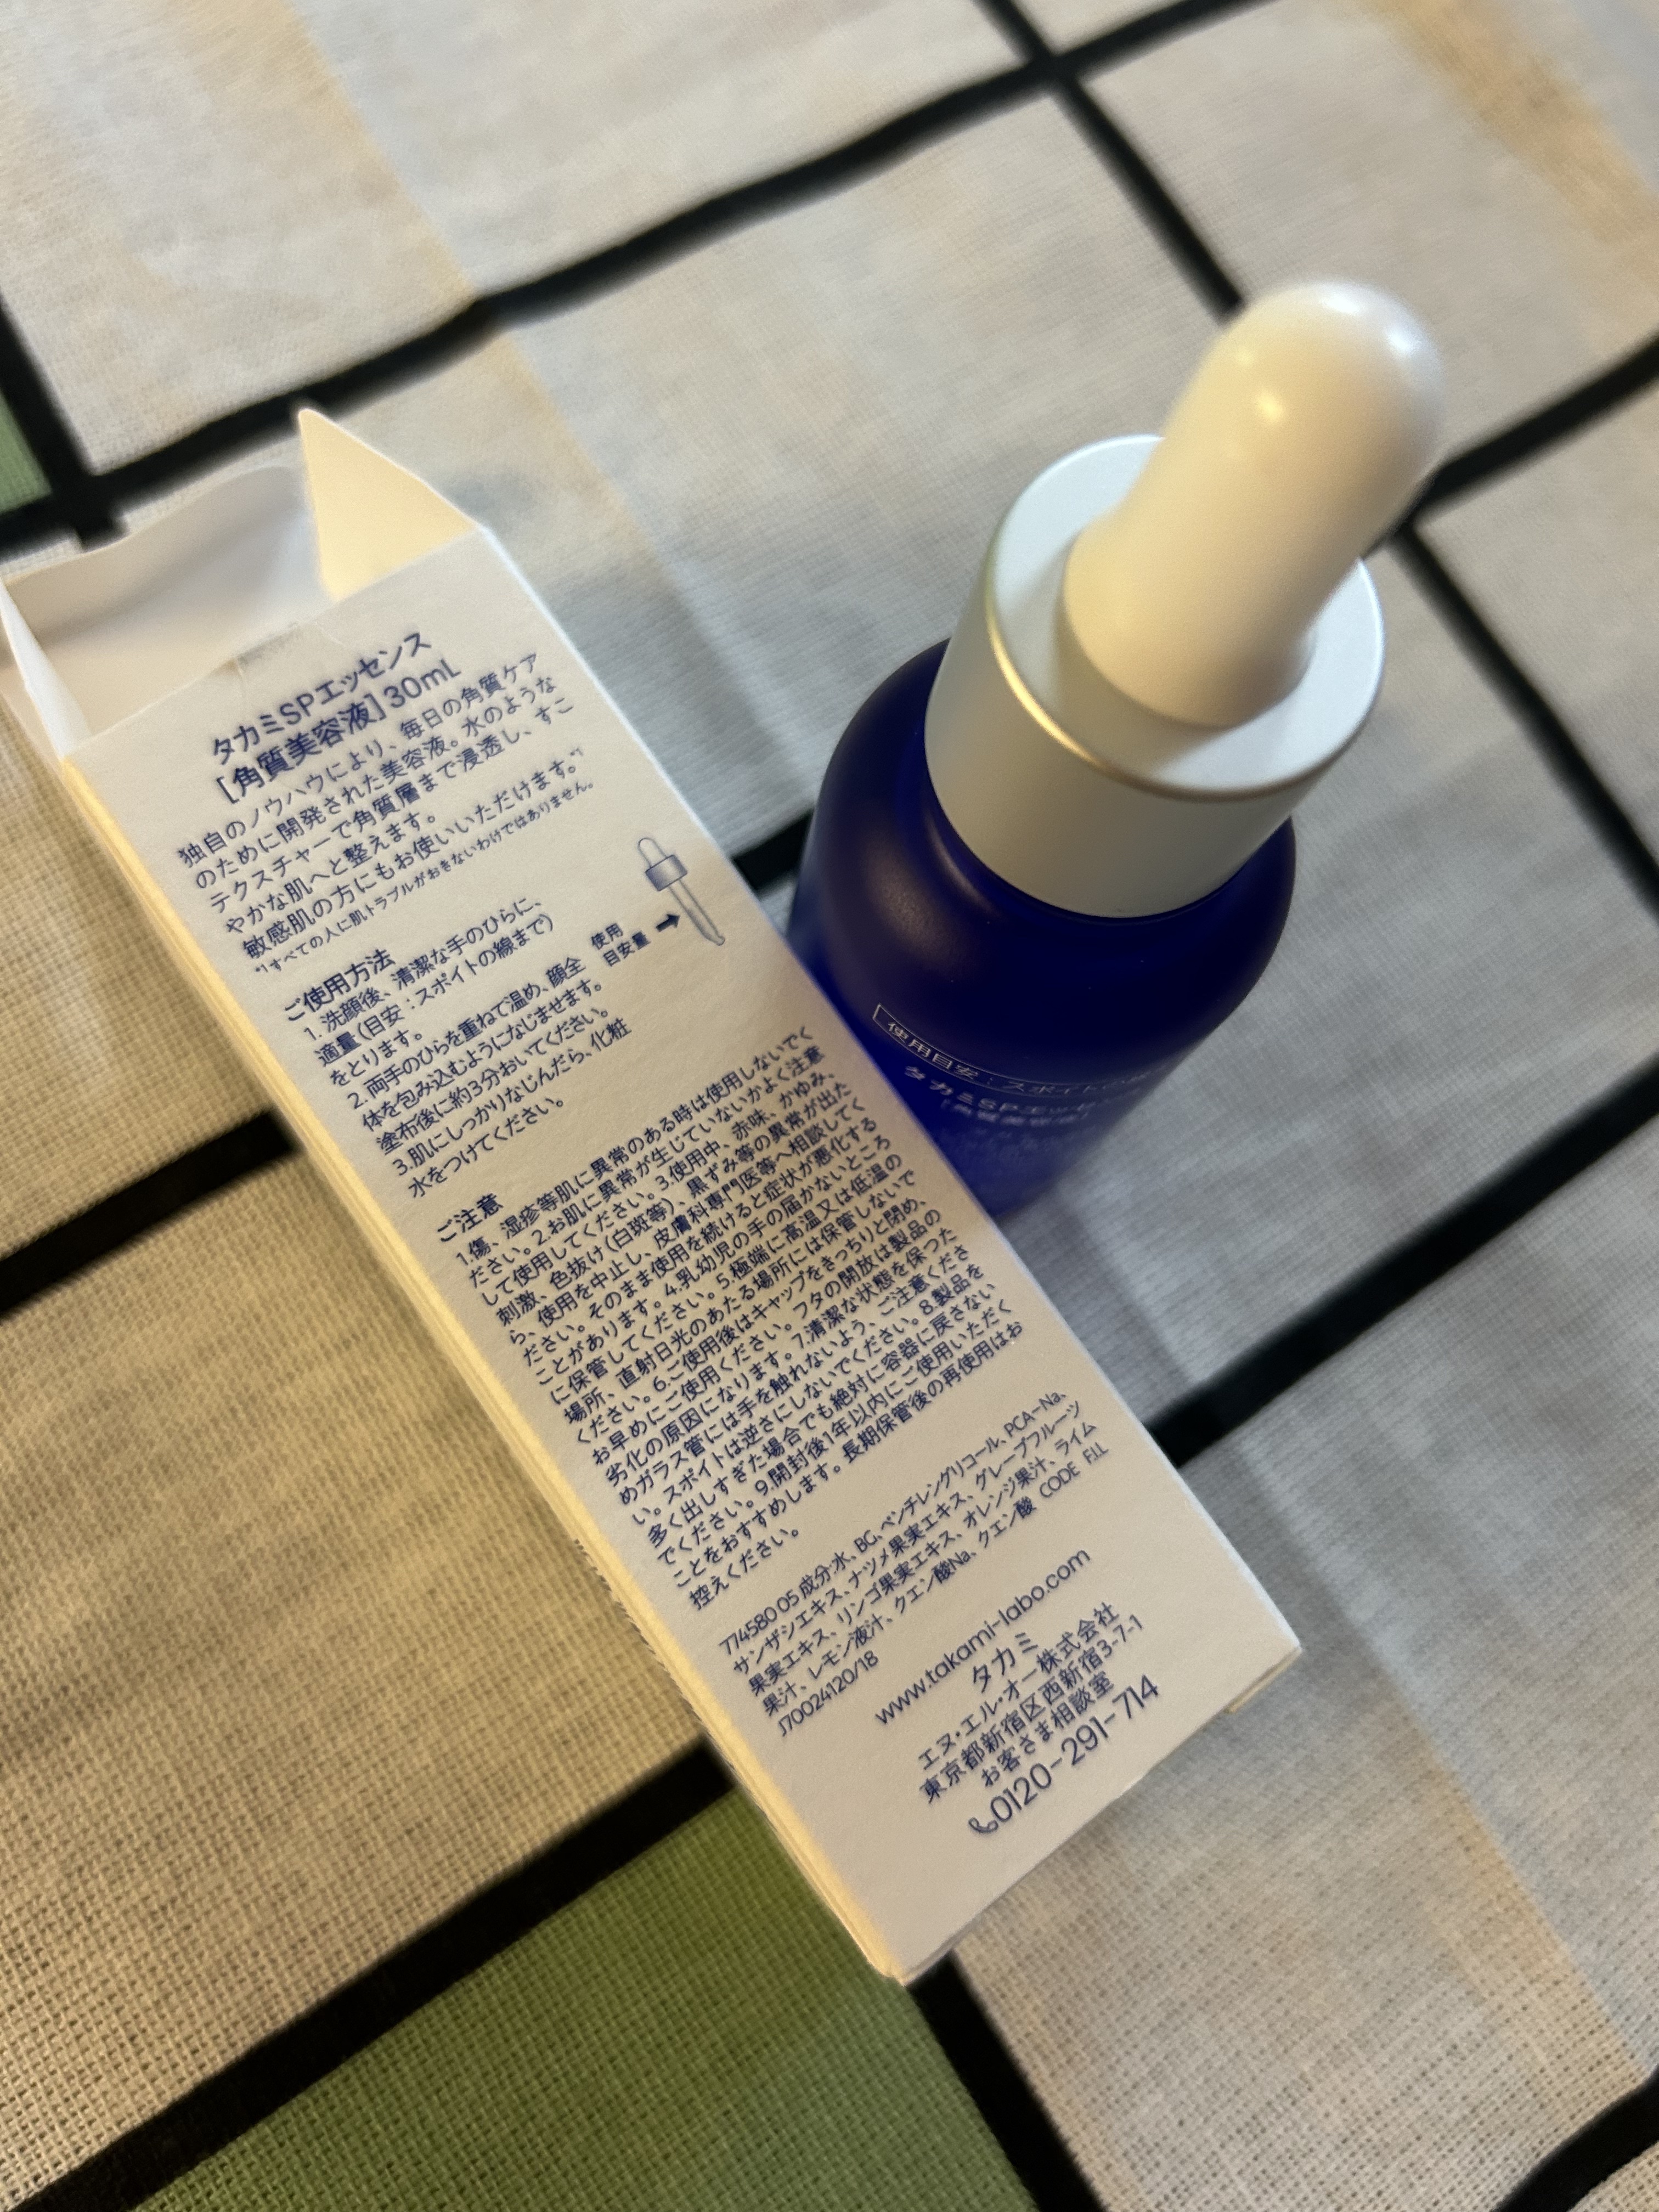 タカミSPエッセンス
[角質美容液]30mL
独自のノウハウにより、毎日の角質ケア
のために開発された美容液。水のような
テクスチャーで角質層まで浸透し、すこ
やかな肌へと整えます。
敏感肌の方にもお使いいただけます。*1
*1すべての人に肌トラブルがおきないわけではありません。
ご使用方法
1. 洗顔後、清潔な手のひらに、
適量(目安:スポイトの線まで)
をとります。
2. 両手のひらを重ねて温め、顔全
体を包み込むようになじませます。
塗布後に約3分おいてください。
3.肌にしっかりなじんだら、化粧
水をつけてください。
使用
目安量
ご注意
1.傷、湿疹等肌に異常のある時は使用しないでく
ださい。2.お肌に異常が生じていないかよく注意
して使用してください。3.使用中、赤味、かゆみ、
刺激、色抜け(白斑等)、黒ずみ等の異常が出た
ら、使用を中止し、皮膚科専門医等へ相談してく
ださい。そのまま使用を続けると症状が悪化する
ことがあります。4.乳幼児の手の届かないところ
に保管してください。5.極端に高温又は低温の
場所、直射日光のあたる場所には保管しないで
ください。6.ご使用後はキャップをきっちりと閉め、
お早めにご使用ください。フタの開放は製品の
劣化の原因になります。7.清潔な状態を保つた
めガラス管には手を触れないよう、ご注意くださ
い。スポイトは逆さにしないでください。8.製品を
多く出しすぎた場合でも絶対に容器に戻さない
でください。9.開封後1年以内にご使用いただく
ことをおすすめします。長期保管後の再使用はお
控えください。
774580 05 成分:水、BG、ペンチレングリコール、PCA-Na、
サンザシエキス、ナツメ果実エキス、グレープフルーツ
果実エキス、リンゴ果実エキス、オレンジ果汁、ライム
果汁、レモン液汁、クエン酸Na、クエン酸 CODE F.I.L.
J70024120/18
www.takami-labo.com
タカミ
エヌ・エル・オー株式会社
東京都新宿区西新宿3-7-1
お客さま相談室
0120-291-714
使用目安:スポイト
タカミSPエッ